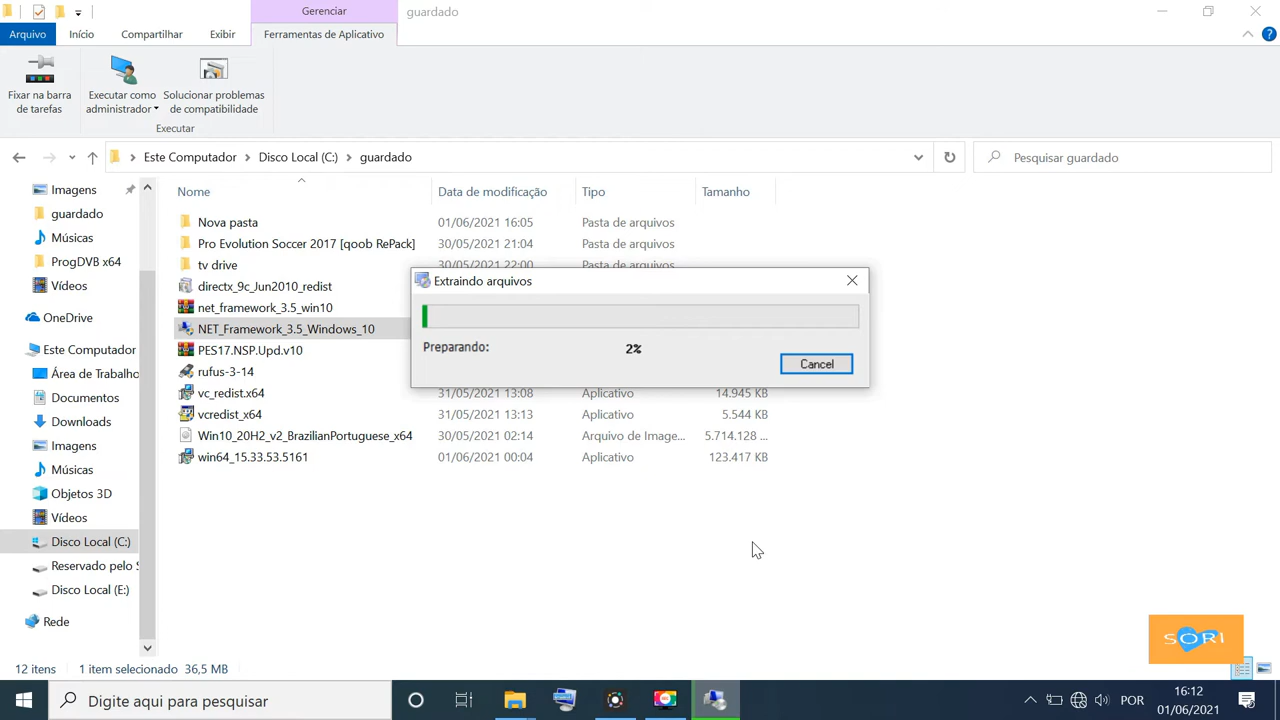 Gerenciar
guardado
Arquivo
Início
Compartilhar
Exibir
Ferramentas de Aplicativo
Fixar na barra
de tarefas
Executar como
administrador
Solucionar problemas
de compatibilidade
Executar
Este Computador
Disco Local (C:)
guardado
Pesquisar guardado
Nome
Data de modificação
Tipo
Tamanho
Imagens
guardado
Músicas
ProgDVB x64
Vídeos
OneDrive
Este Computador
Área de Trabalho
Documentos
Downloads
Imagens
Músicas
Objetos 3D
Vídeos
Disco Local (C:)
Reservado pelo S
Disco Local (E:)
Rede
Nova pasta
01/06/2021 16:05
Pasta de arquivos
Pro Evolution Soccer 2017 [qoob RePack]
30/05/2021 21:04
Pasta de arquivos
tv drive
30/05/2021 22:00
Pasta de arquivos
directx_9c_Jun2010_redist
net_framework_3.5_win10
NET_Framework_3.5_Windows_10
PES17.NSP.Upd.v10
rufus-3-14
vc_redist.x64
31/05/2021 13:08
Aplicativo
14.945 KB
vcredist_x64
31/05/2021 13:13
Aplicativo
5.544 KB
Win10_20H2_v2_BrazilianPortuguese_x64
30/05/2021 02:14
Arquivo de Image...
5.714.128 ...
win64_15.33.53.5161
01/06/2021 00:04
Aplicativo
123.417 KB
Extraindo arquivos
Preparando:
2%
Cancel
SORI
12 itens
1 item selecionado 36,5 MB
Digite aqui para pesquisar
POR
16:12
01/06/2021